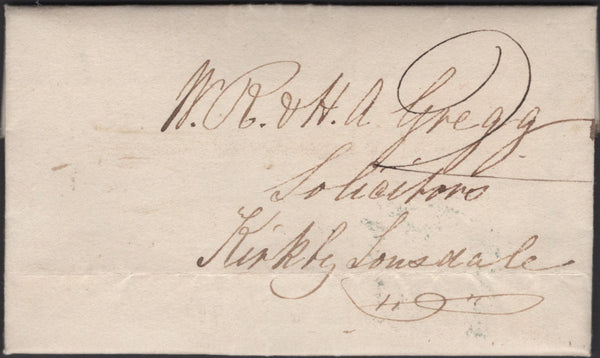 W. R. & H. A. Gregg
Solicitors
Kirkby Lonsdale